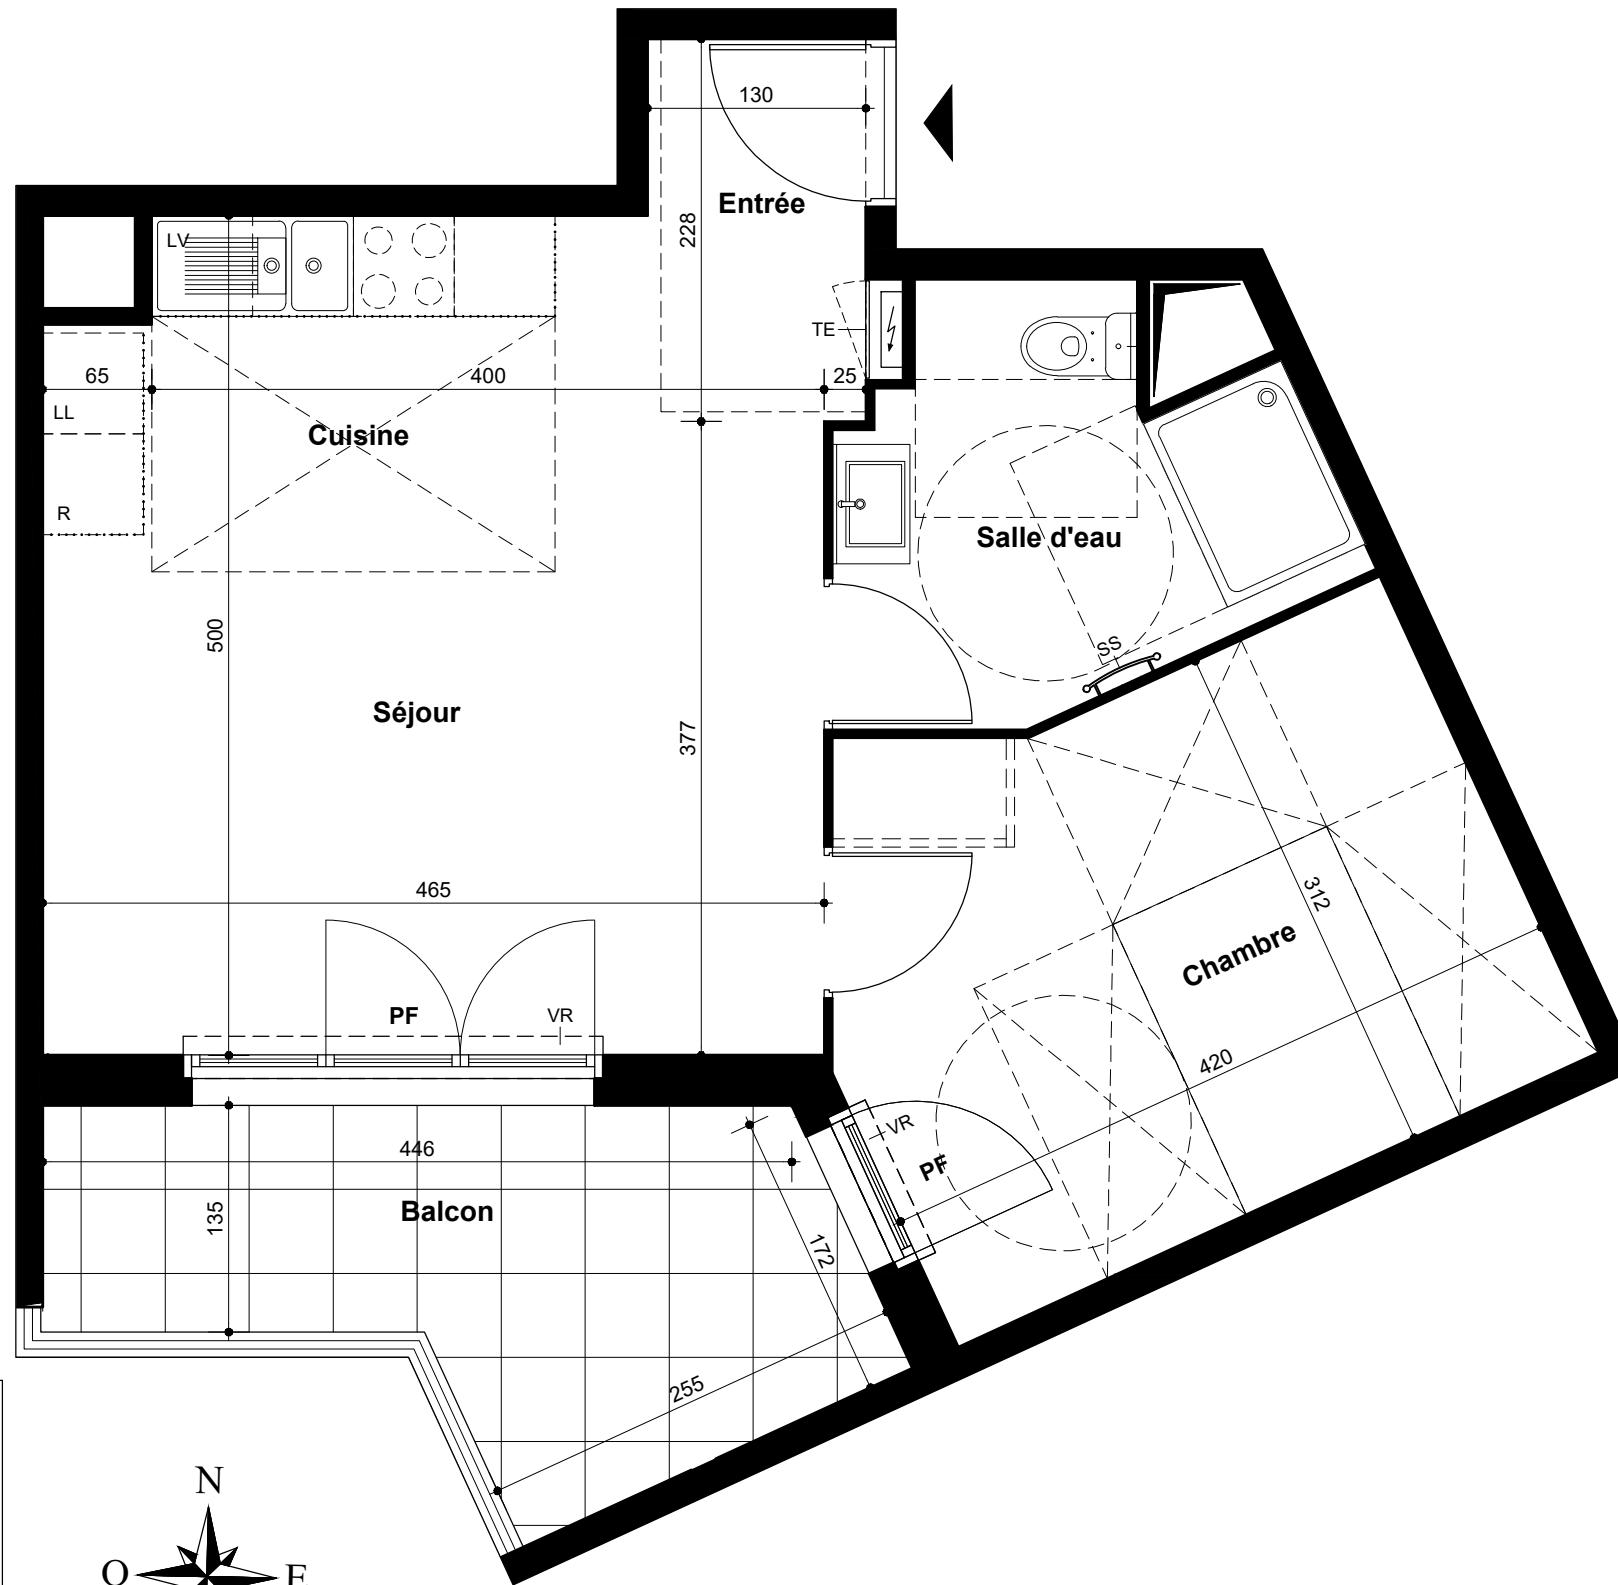 130
Entrée
228
LV
TE
65
400
25
LL
Cuisine
R
Salle d'eau
500
SS
Séjour
377
465
312
Chambre
PF
VR
420
VR
PF
446
135
Balcon
172
255
N
O
E